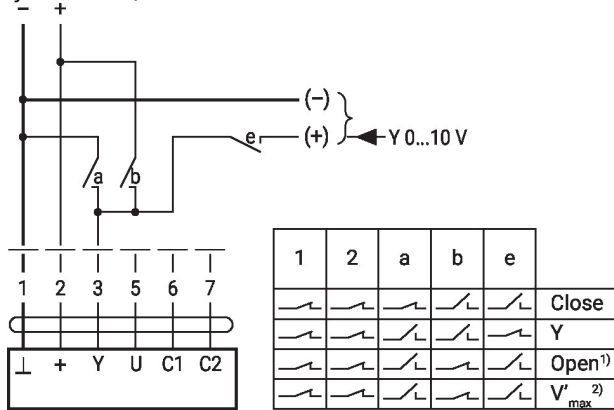 − +
(−)
e (+) Y 0...10 V
a b
1 2 3 5 6 7
⊥ + Y U C1 C2
1 2 a b e
Close
Y
Open1)
V'max 2)